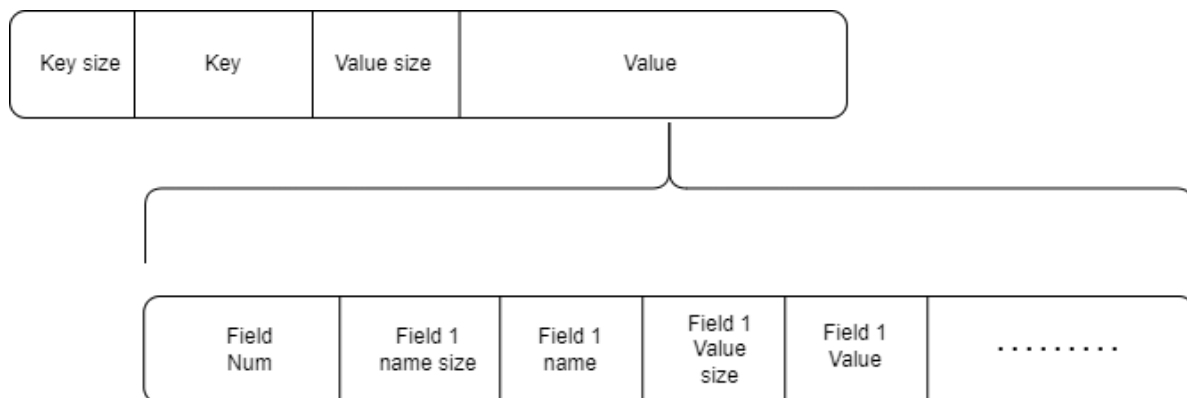 Key size
Key
Value size
Value
Field
Num
Field 1
name size
Field 1
name
Field 1
Value
size
Field 1
Value
.........